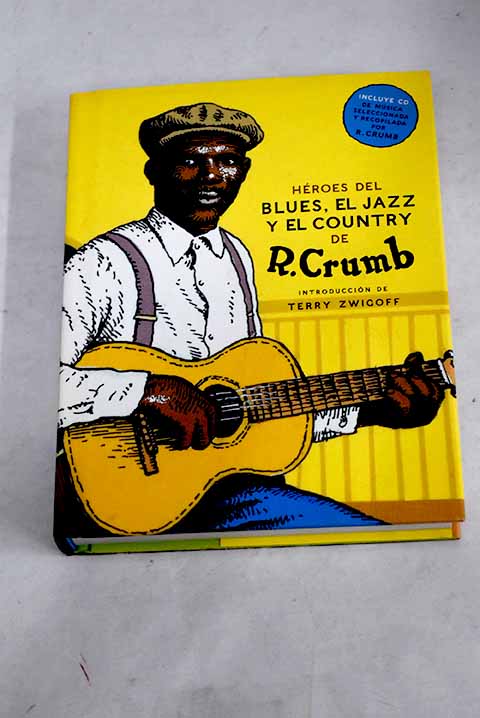 INCLUYE CD
DE MÚSICA
SELECCIONADA
Y RECOPILADA
POR
R. CRUMB
HÉROES DEL
BLUES, EL JAZZ
Y EL COUNTRY
DE
R. Crumb
INTRODUCCIÓN DE
TERRY ZWIGOFF